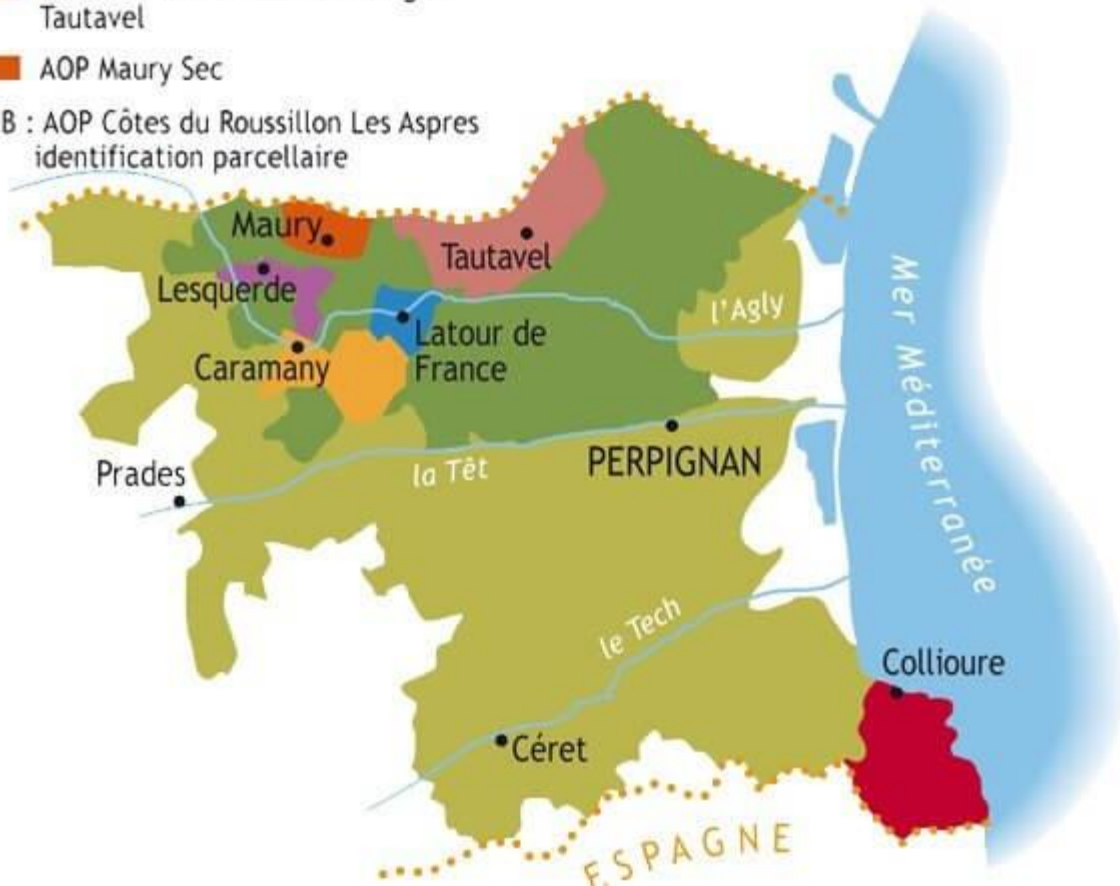 Tautavel
AOP Maury Sec
B : AOP Côtes du Roussillon Les Aspres
identification parcellaire
Maury
Tautavel
Lesquerde
l'Agly
Latour de
France
Caramany
Mer Méditerranée
PERPIGNAN
Prades
la Têt
le Tech
Collioure
Céret
ESPAGNE